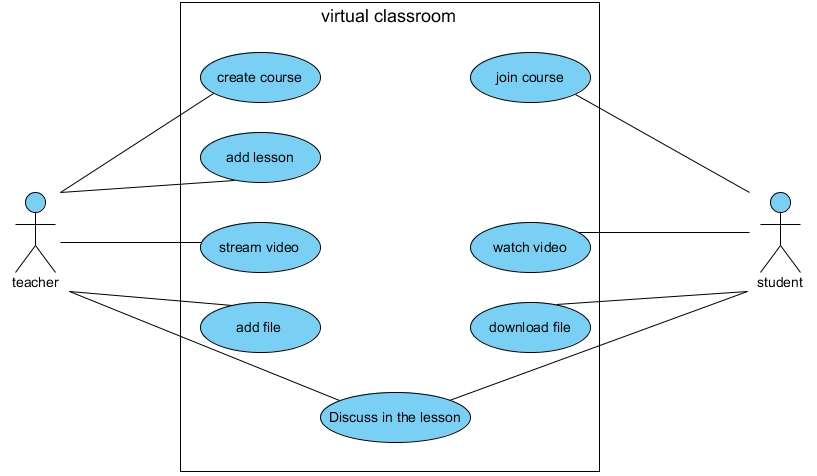 virtual classroom
create course
join course
add lesson
stream video
watch video
teacher
student
add file
download file
Discuss in the lesson